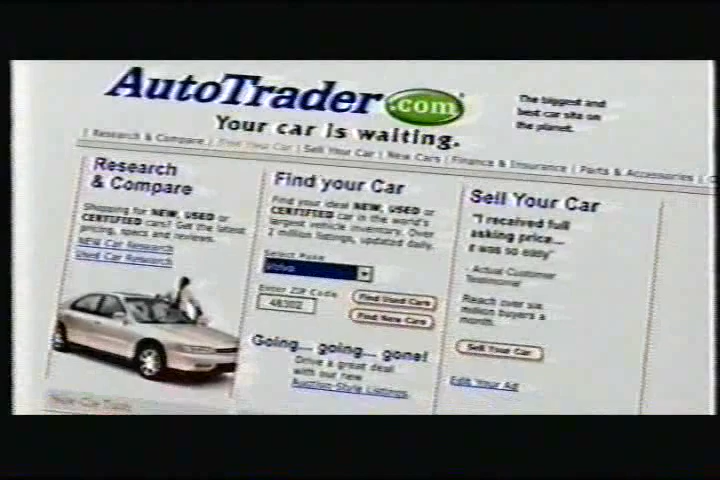 AutoTrader.com
Your car is waiting.
The biggest and
best car site on
the planet.
| Research & Compare | Find Your Car | Sell Your Car | New Cars | Finance & Insurance | Parts & Accessories |
Research
& Compare
Shopping for NEW, USED or
CERTIFIED cars? Get the latest
pricing, specs and reviews.
New Car Research
Used Car Research
Find your Car
Find your ideal NEW, USED or
CERTIFIED car in the world's
largest vehicle inventory. Over
2 million listings, updated daily.
Select Make
Volvo
Enter ZIP Code
48302
Find Used Cars
Find New Cars
Going... going... gone!
Drive a great deal
with our new
Auction-Style Listings.
Sell Your Car
"I received full
asking price...
it was so easy"
- Actual Customer
Testimonial
Reach over six
million buyers a
month.
Sell Your Car
Edit Your Ad